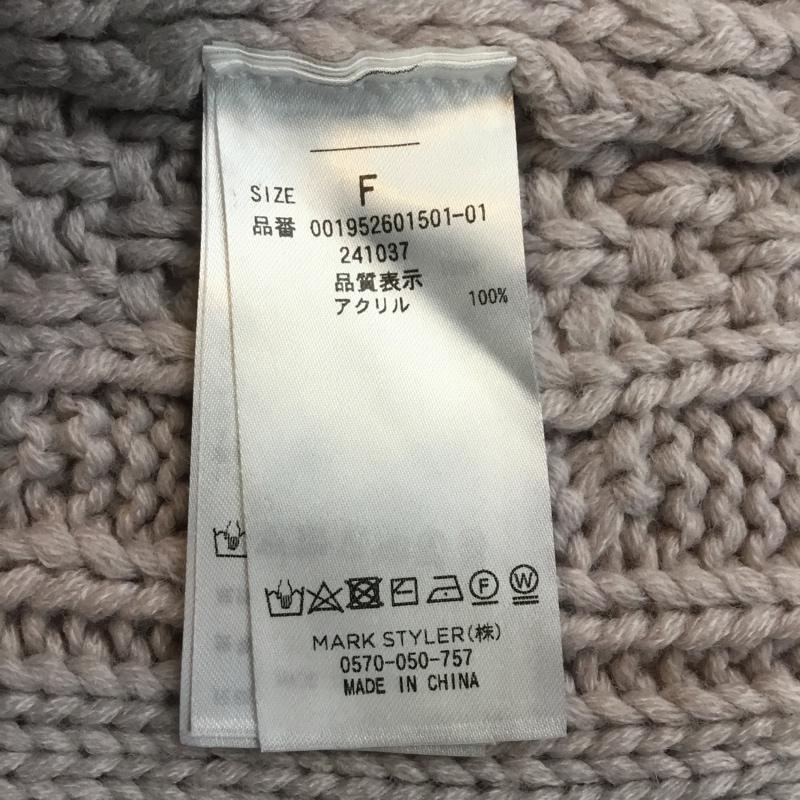 SIZE F
品番 001952601501-01
241037
品質表示
アクリル 100%
F W
MARK STYLER(株)
0570-050-757
MADE IN CHINA